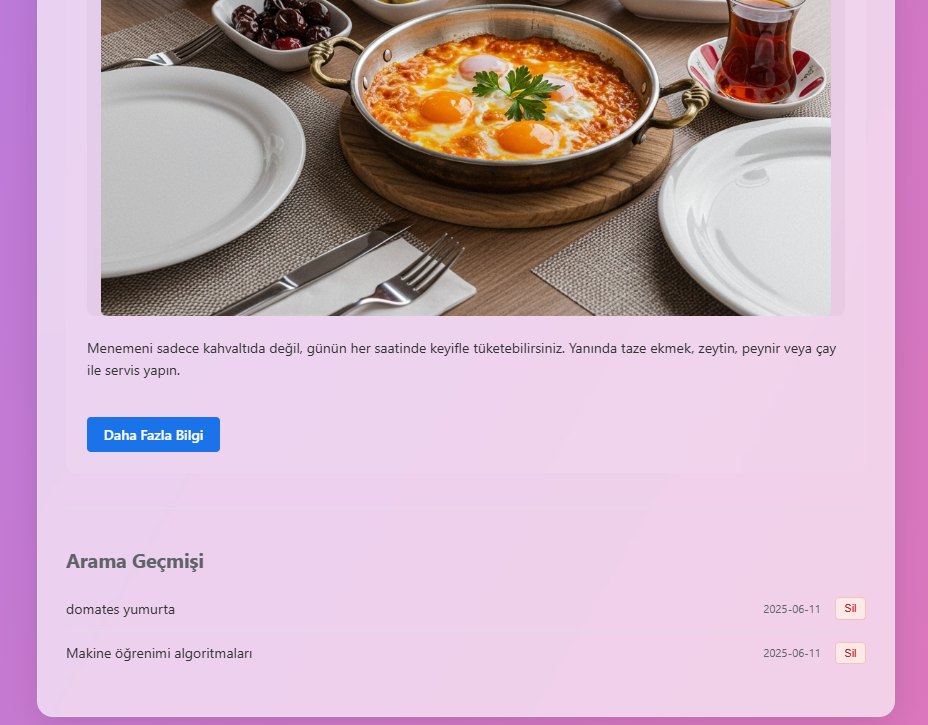 Menemeni sadece kahvaltıda değil, günün her saatinde keyifle tüketebilirsiniz. Yanında taze ekmek, zeytin, peynir veya çay
ile servis yapın.
Daha Fazla Bilgi
Arama Geçmişi
domates yumurta 2025-06-11 Sil
Makine öğrenimi algoritmaları 2025-06-11 Sil